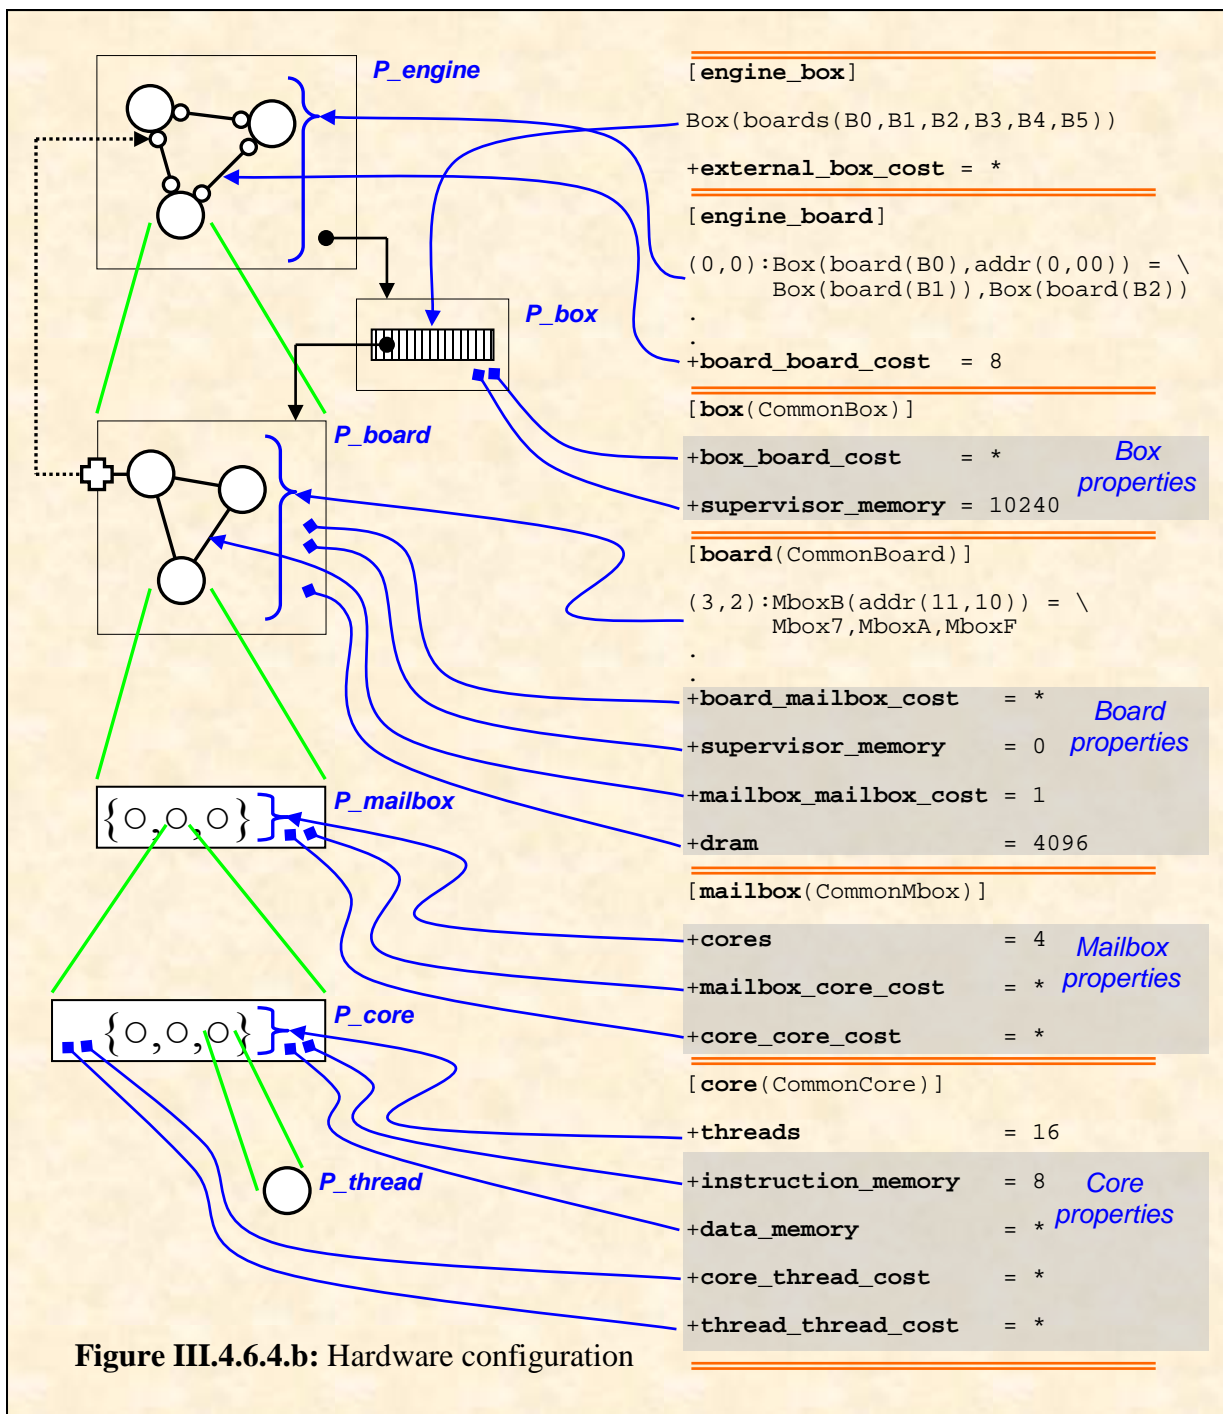 P_engine
P_box
P_board
P_mailbox
{○,○,○}
P_core
{○,○,○}
P_thread
[engine_box]
Box(boards(B0,B1,B2,B3,B4,B5))
+external_box_cost = *
[engine_board]
(0,0):Box(board(B0),addr(0,00)) = \
Box(board(B1)),Box(board(B2))
.
.
+board_board_cost = 8
[box(CommonBox)]
+box_board_cost = *
+supervisor_memory = 10240
Box
properties
[board(CommonBoard)]
(3,2):MboxB(addr(11,10)) = \
Mbox7,MboxA,MboxF
.
.
+board_mailbox_cost = *
+supervisor_memory = 0
+mailbox_mailbox_cost = 1
+dram = 4096
Board
properties
[mailbox(CommonMbox)]
+cores = 4
+mailbox_core_cost = *
+core_core_cost = *
Mailbox
properties
[core(CommonCore)]
+threads = 16
+instruction_memory = 8
+data_memory = *
+core_thread_cost = *
+thread_thread_cost = *
Core
properties
Figure III.4.6.4.b: Hardware configuration